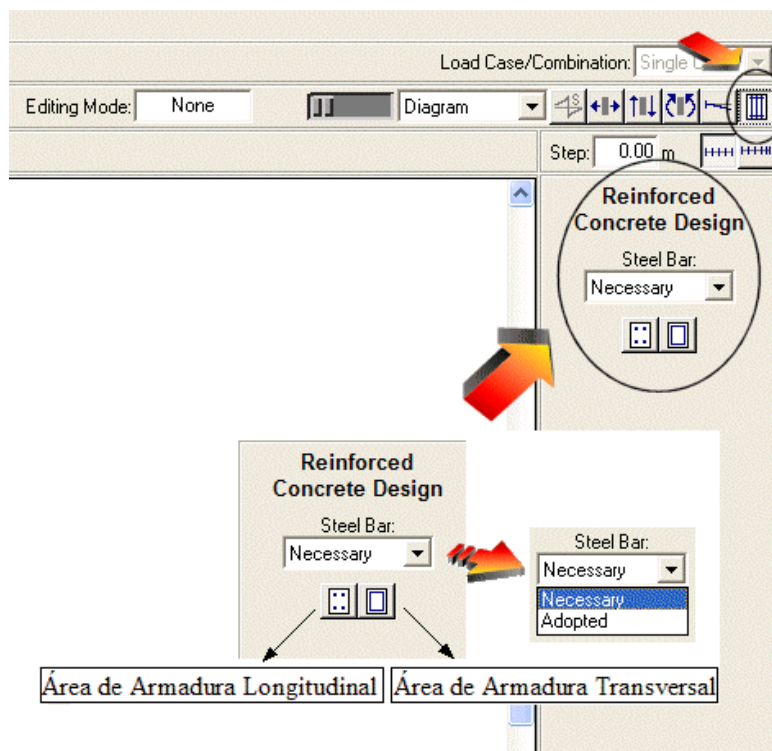 Load Case/Combination: Single
Editing Mode: None Diagram
Step: 0.00 m
Reinforced
Concrete Design
Steel Bar:
Necessary
Reinforced
Concrete Design
Steel Bar:
Necessary
Steel Bar:
Necessary
Necessary
Adopted
Área de Armadura Longitudinal
Área de Armadura Transversal